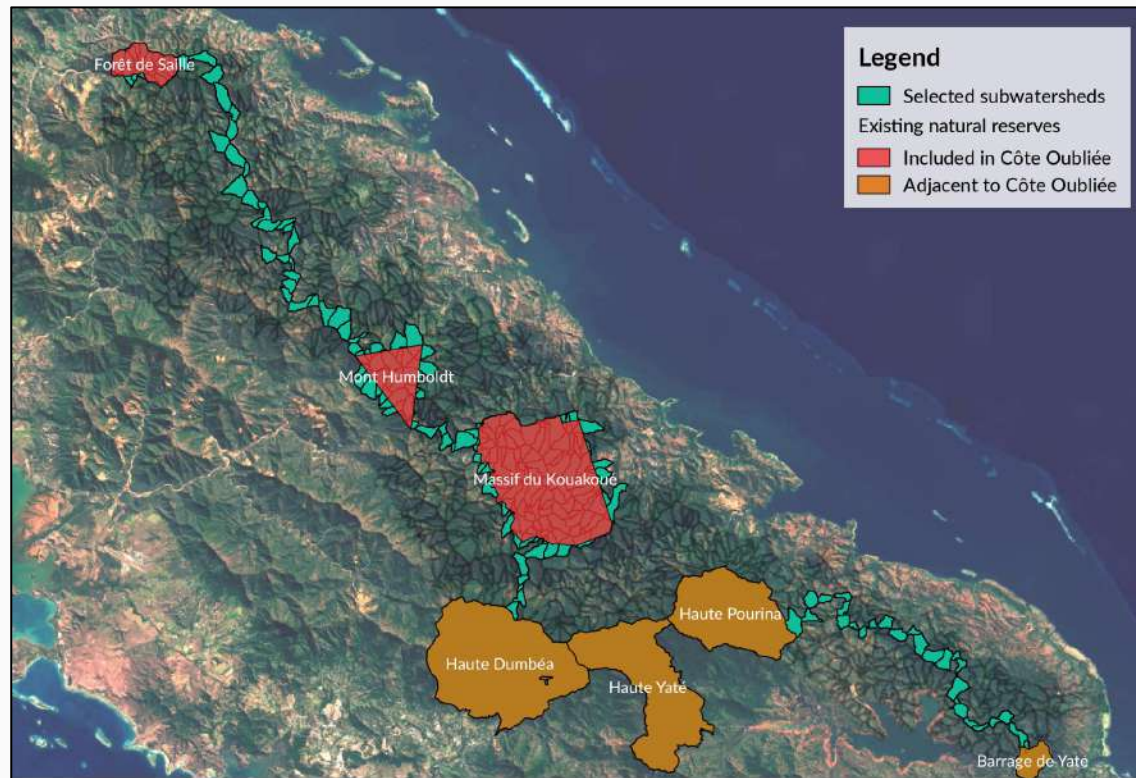 Legend
Selected subwatersheds
Existing natural reserves
Included in Côte Oubliée
Adjacent to Côte Oubliée
Forêt de Saille
Mont Humboldt
Massif du Kouakoué
Haute Pourina
Haute Dumbéa
Haute Yaté
Barrage de Yate